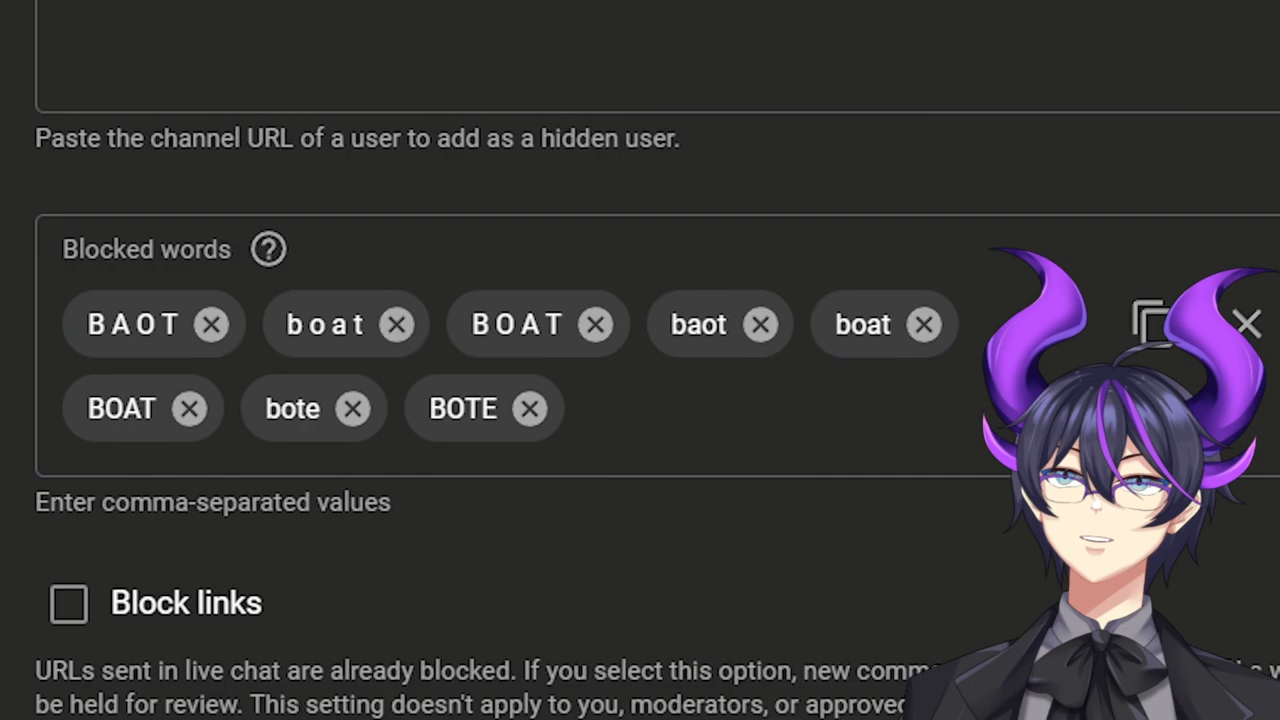 Paste the channel URL of a user to add as a hidden user.
Blocked words
B A O T b o a t B O A T baot boat
BOAT bote BOTE
Enter comma-separated values
Block links
URLs sent in live chat are already blocked. If you select this option, new
be held for review. This setting doesn't apply to you, moderators, or approved